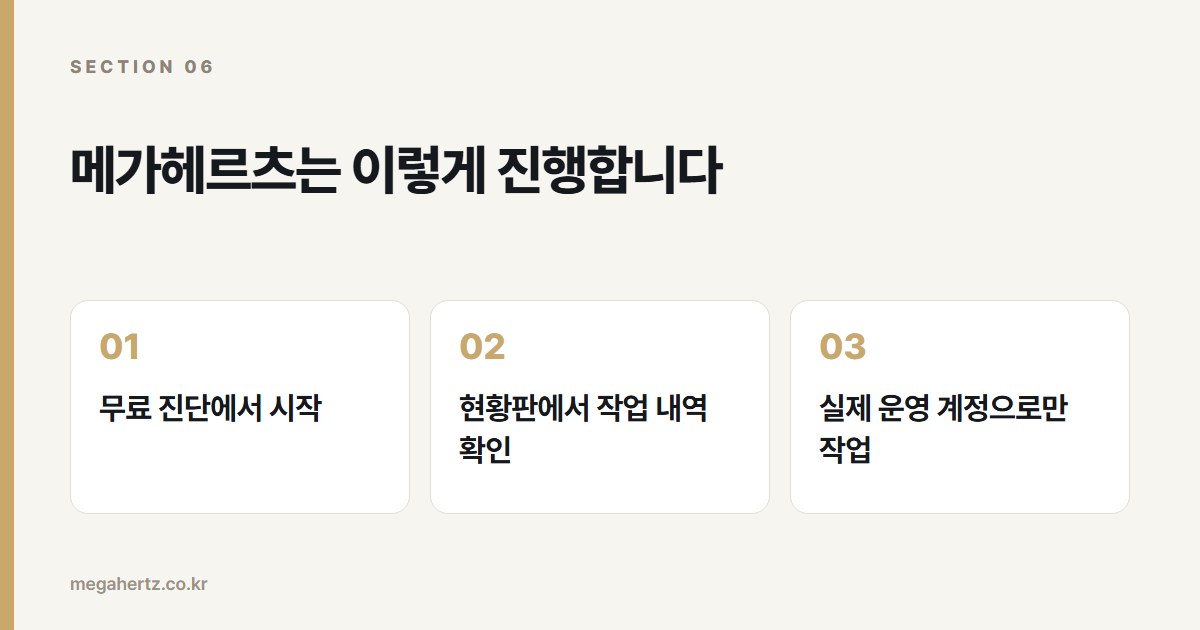 SECTION 06
메가헤르츠는 이렇게 진행합니다
01
무료 진단에서 시작
02
현황판에서 작업 내역
확인
03
실제 운영 계정으로만
작업
megahertz.co.kr